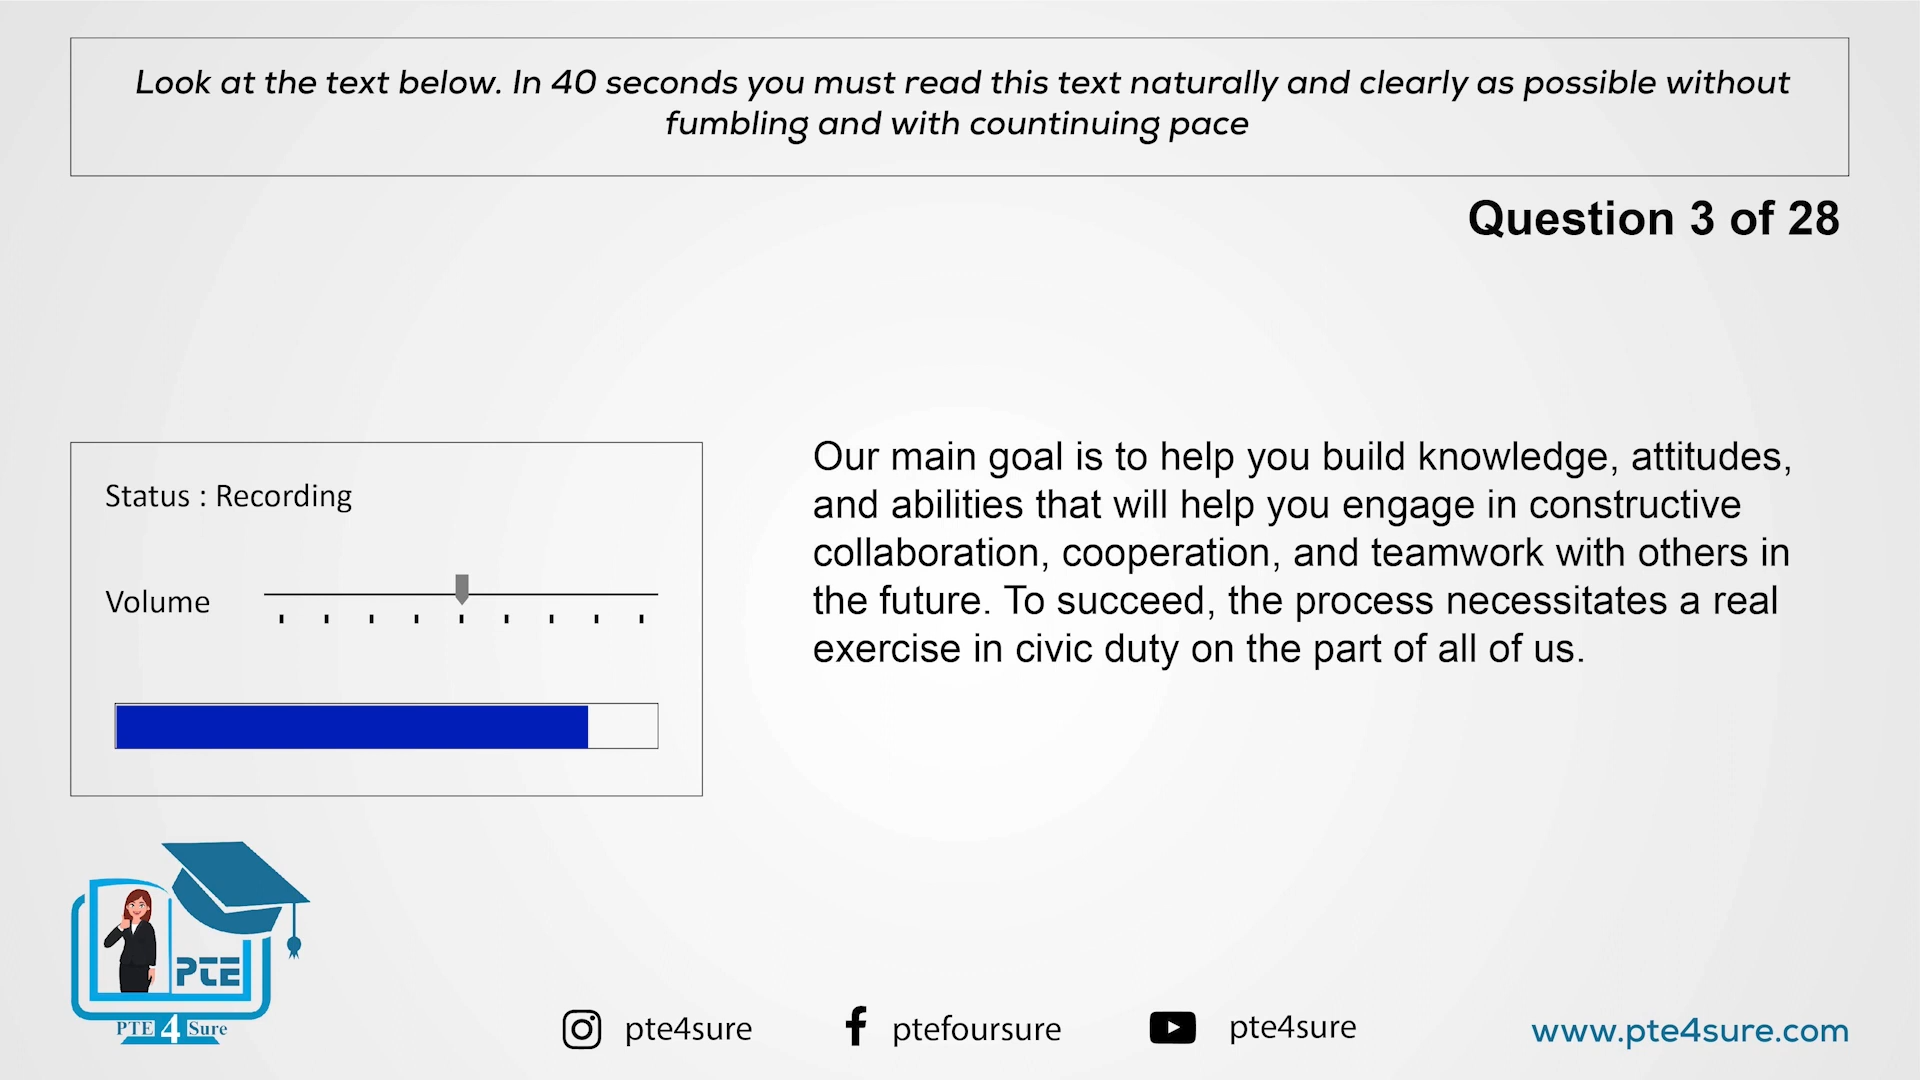 Look at the text below. In 40 seconds you must read this text naturally and clearly as possible without
fumbling and with countinuing pace
Question 3 of 28
Status : Recording
Volume
Our main goal is to help you build knowledge, attitudes,
and abilities that will help you engage in constructive
collaboration, cooperation, and teamwork with others in
the future. To succeed, the process necessitates a real
exercise in civic duty on the part of all of us.
PTE
PTE 4 Sure
pte4sure
ptefoursure
pte4sure
www.pte4sure.com